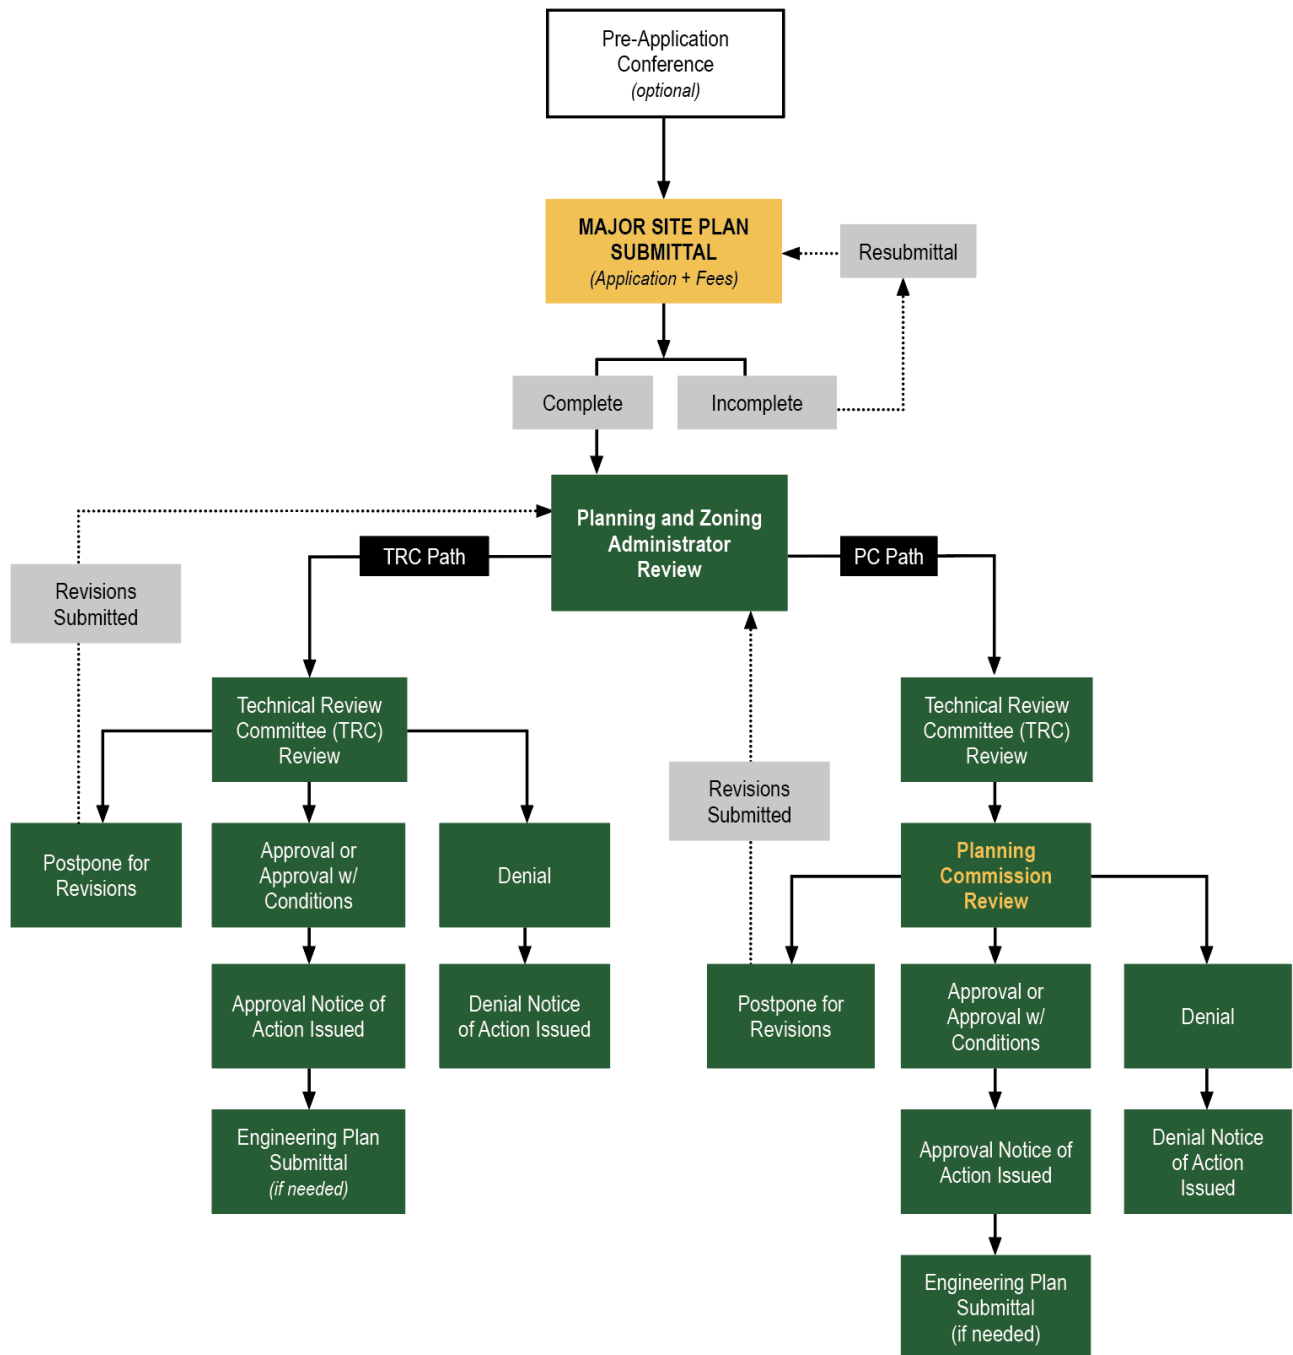 Pre-Application
Conference
(optional)
MAJOR SITE PLAN
SUBMITTAL
(Application + Fees)
Resubmittal
Complete
Incomplete
Planning and Zoning
Administrator
Review
TRC Path
PC Path
Revisions
Submitted
Technical Review
Committee (TRC)
Review
Technical Review
Committee (TRC)
Review
Revisions
Submitted
Postpone for
Revisions
Approval or
Approval w/
Conditions
Denial
Planning
Commission
Review
Approval Notice of
Action Issued
Denial Notice
of Action Issued
Postpone for
Revisions
Approval or
Approval w/
Conditions
Denial
Engineering Plan
Submittal
(if needed)
Approval Notice of
Action Issued
Denial Notice
of Action
Issued
Engineering Plan
Submittal
(if needed)